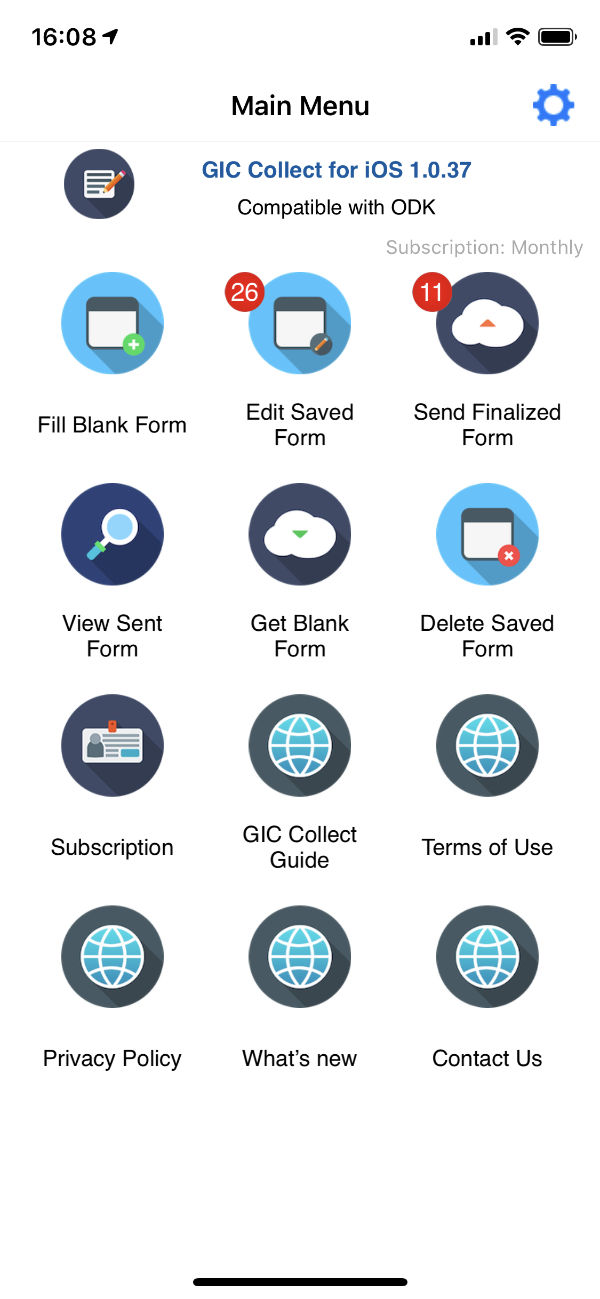 16:08
Main Menu
GIC Collect for iOS 1.0.37
Compatible with ODK
Subscription: Monthly
26
11
Fill Blank Form
Edit Saved
Form
Send Finalized
Form
View Sent
Form
Get Blank
Form
Delete Saved
Form
Subscription
GIC Collect
Guide
Terms of Use
Privacy Policy
What’s new
Contact Us